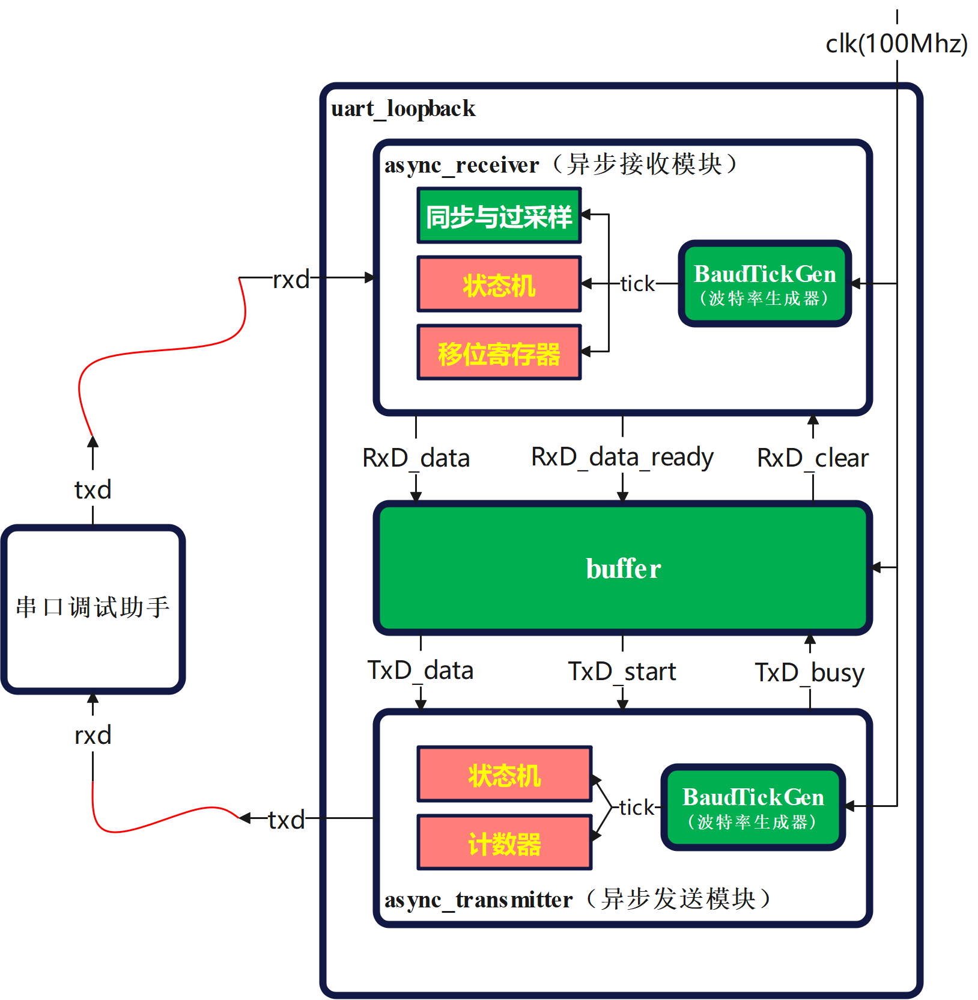 clk(100Mhz)
uart_loopback
async_receiver（异步接收模块）
同步与过采样
状态机
移位寄存器
tick
BaudTickGen
（波特率生成器）
rxd
txd
RxD_data
RxD_data_ready
RxD_clear
buffer
串口调试助手
TxD_data
TxD_start
TxD_busy
rxd
txd
状态机
计数器
tick
BaudTickGen
（波特率生成器）
async_transmitter（异步发送模块）